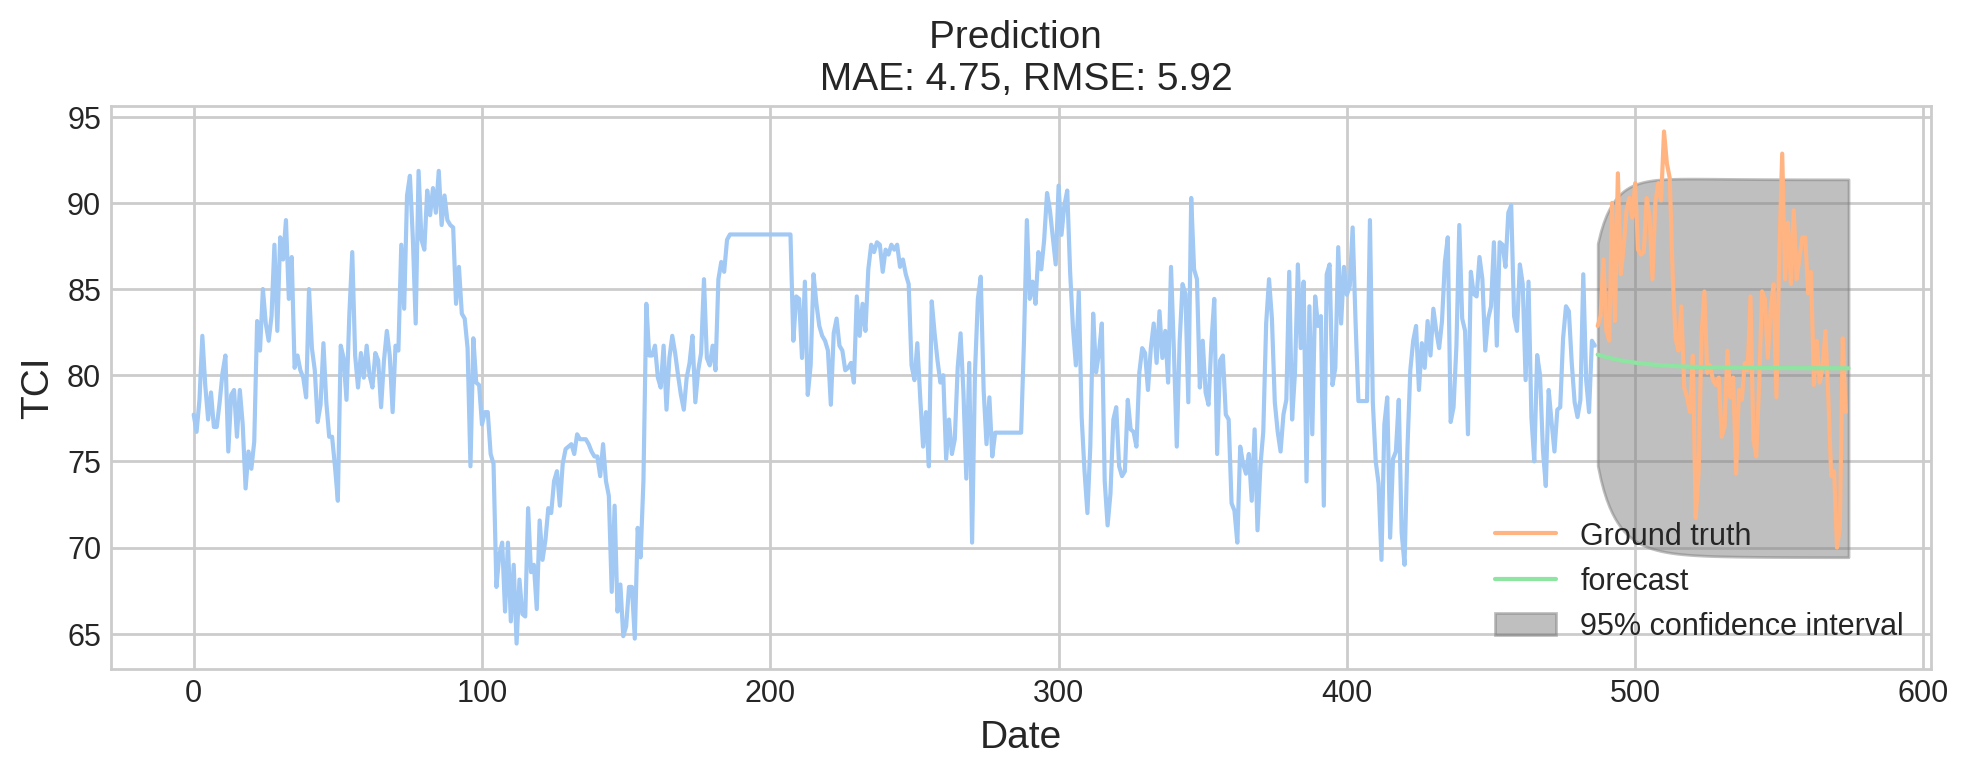 Prediction
MAE: 4.75, RMSE: 5.92
TCI
95
90
85
80
75
70
65
Ground truth
forecast
95% confidence interval
0 100 200 300 400 500 600
Date